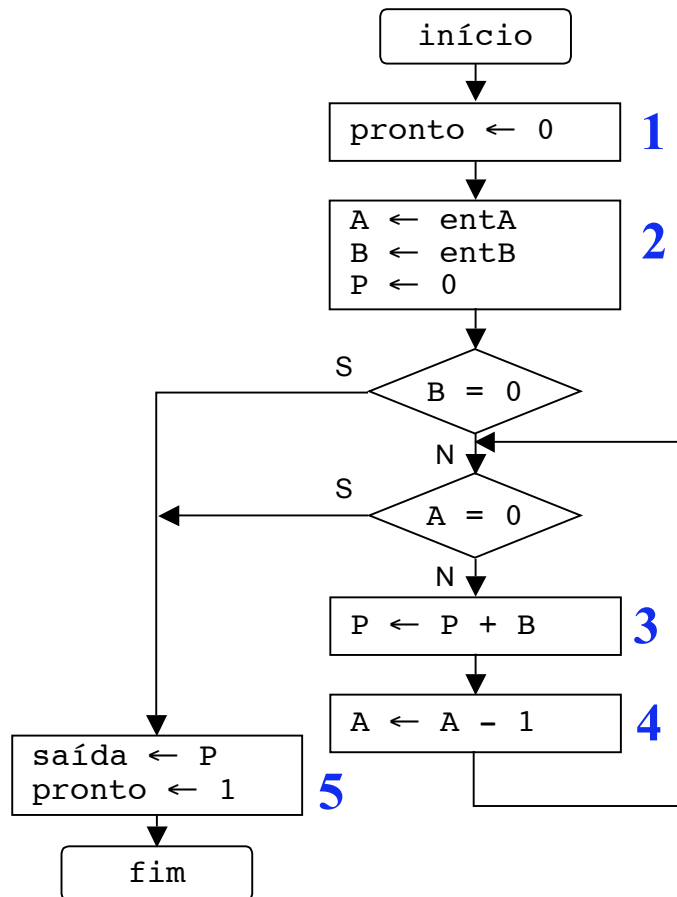 início
pronto ← 0
1
A ← entA
B ← entB
P ← 0
2
S
B = 0
N
S
A = 0
N
P ← P + B
3
A ← A - 1
4
saída ← P
pronto ← 1
5
fim